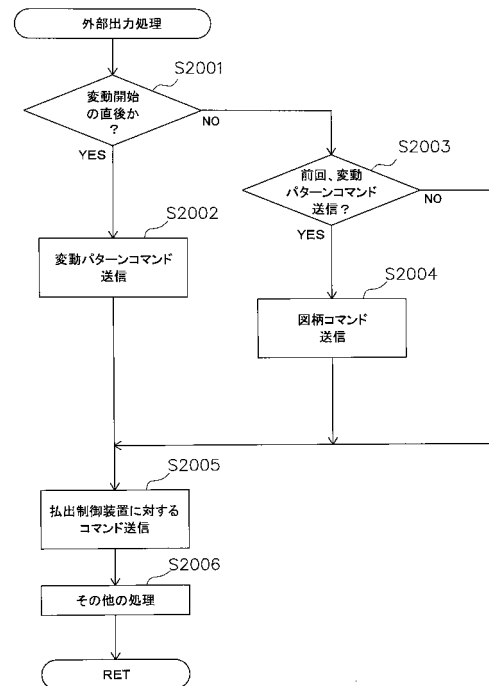 外部出力処理
S2001
変動開始
の直後か
?
NO
YES
S2003
前回、変動
パターンコマンド
送信?
NO
YES
S2002
変動パターンコマンド
送信
S2004
図柄コマンド
送信
S2005
払出制御装置に対する
コマンド送信
S2006
その他の処理
RET